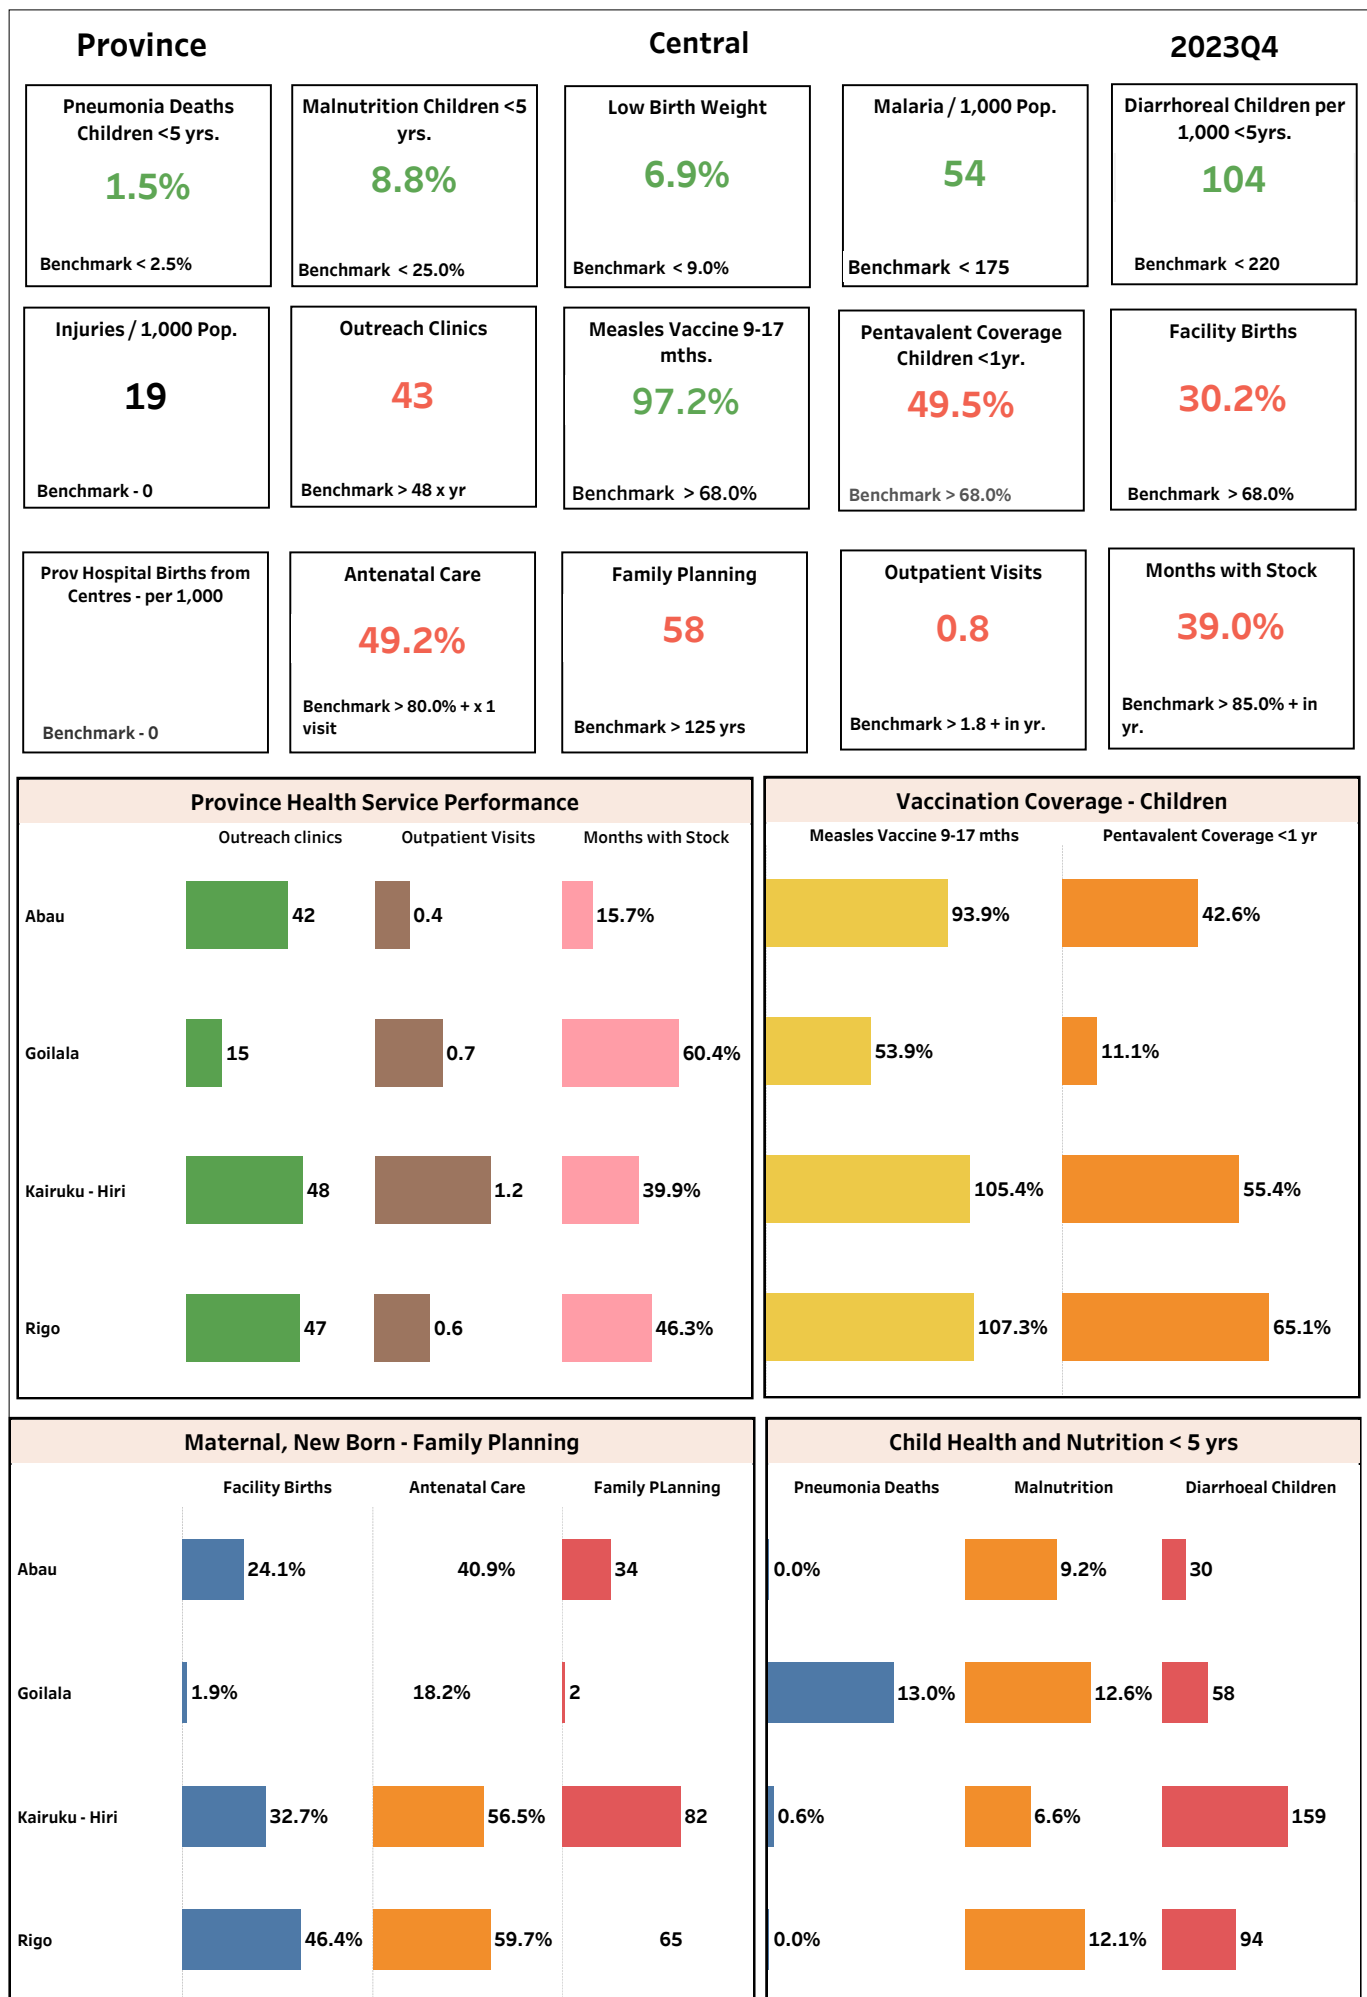 Province Central 2023Q4
Pneumonia Deaths
Children <5 yrs.
1.5%
Benchmark < 2.5%
Malnutrition Children <5
yrs.
8.8%
Benchmark < 25.0%
Low Birth Weight
6.9%
Benchmark < 9.0%
Malaria / 1,000 Pop.
54
Benchmark < 175
Diarrhoreal Children per
1,000 <5yrs.
104
Benchmark < 220
Injuries / 1,000 Pop.
19
Benchmark - 0
Outreach Clinics
43
Benchmark > 48 x yr
Measles Vaccine 9-17
mths.
97.2%
Benchmark > 68.0%
Pentavalent Coverage
Children <1yr.
49.5%
Benchmark > 68.0%
Facility Births
30.2%
Benchmark > 68.0%
Prov Hospital Births from
Centres - per 1,000
Benchmark - 0
Antenatal Care
49.2%
Benchmark > 80.0% + x 1
visit
Family Planning
58
Benchmark > 125 yrs
Outpatient Visits
0.8
Benchmark > 1.8 + in yr.
Months with Stock
39.0%
Benchmark > 85.0% + in
yr.
Province Health Service Performance
Outreach clinics Outpatient Visits Months with Stock
Abau 42 0.4 15.7%
Goilala 15 0.7 60.4%
Kairuku - Hiri 48 1.2 39.9%
Rigo 47 0.6 46.3%
Vaccination Coverage - Children
Measles Vaccine 9-17 mths Pentavalent Coverage <1 yr
93.9% 42.6%
53.9% 11.1%
105.4% 55.4%
107.3% 65.1%
Maternal, New Born - Family Planning
Facility Births Antenatal Care Family PLanning
Abau 24.1% 40.9% 34
Goilala 1.9% 18.2% 2
Kairuku - Hiri 32.7% 56.5% 82
Rigo 46.4% 59.7% 65
Child Health and Nutrition < 5 yrs
Pneumonia Deaths Malnutrition Diarrhoeal Children
0.0% 9.2% 30
13.0% 12.6% 58
0.6% 6.6% 159
0.0% 12.1% 94